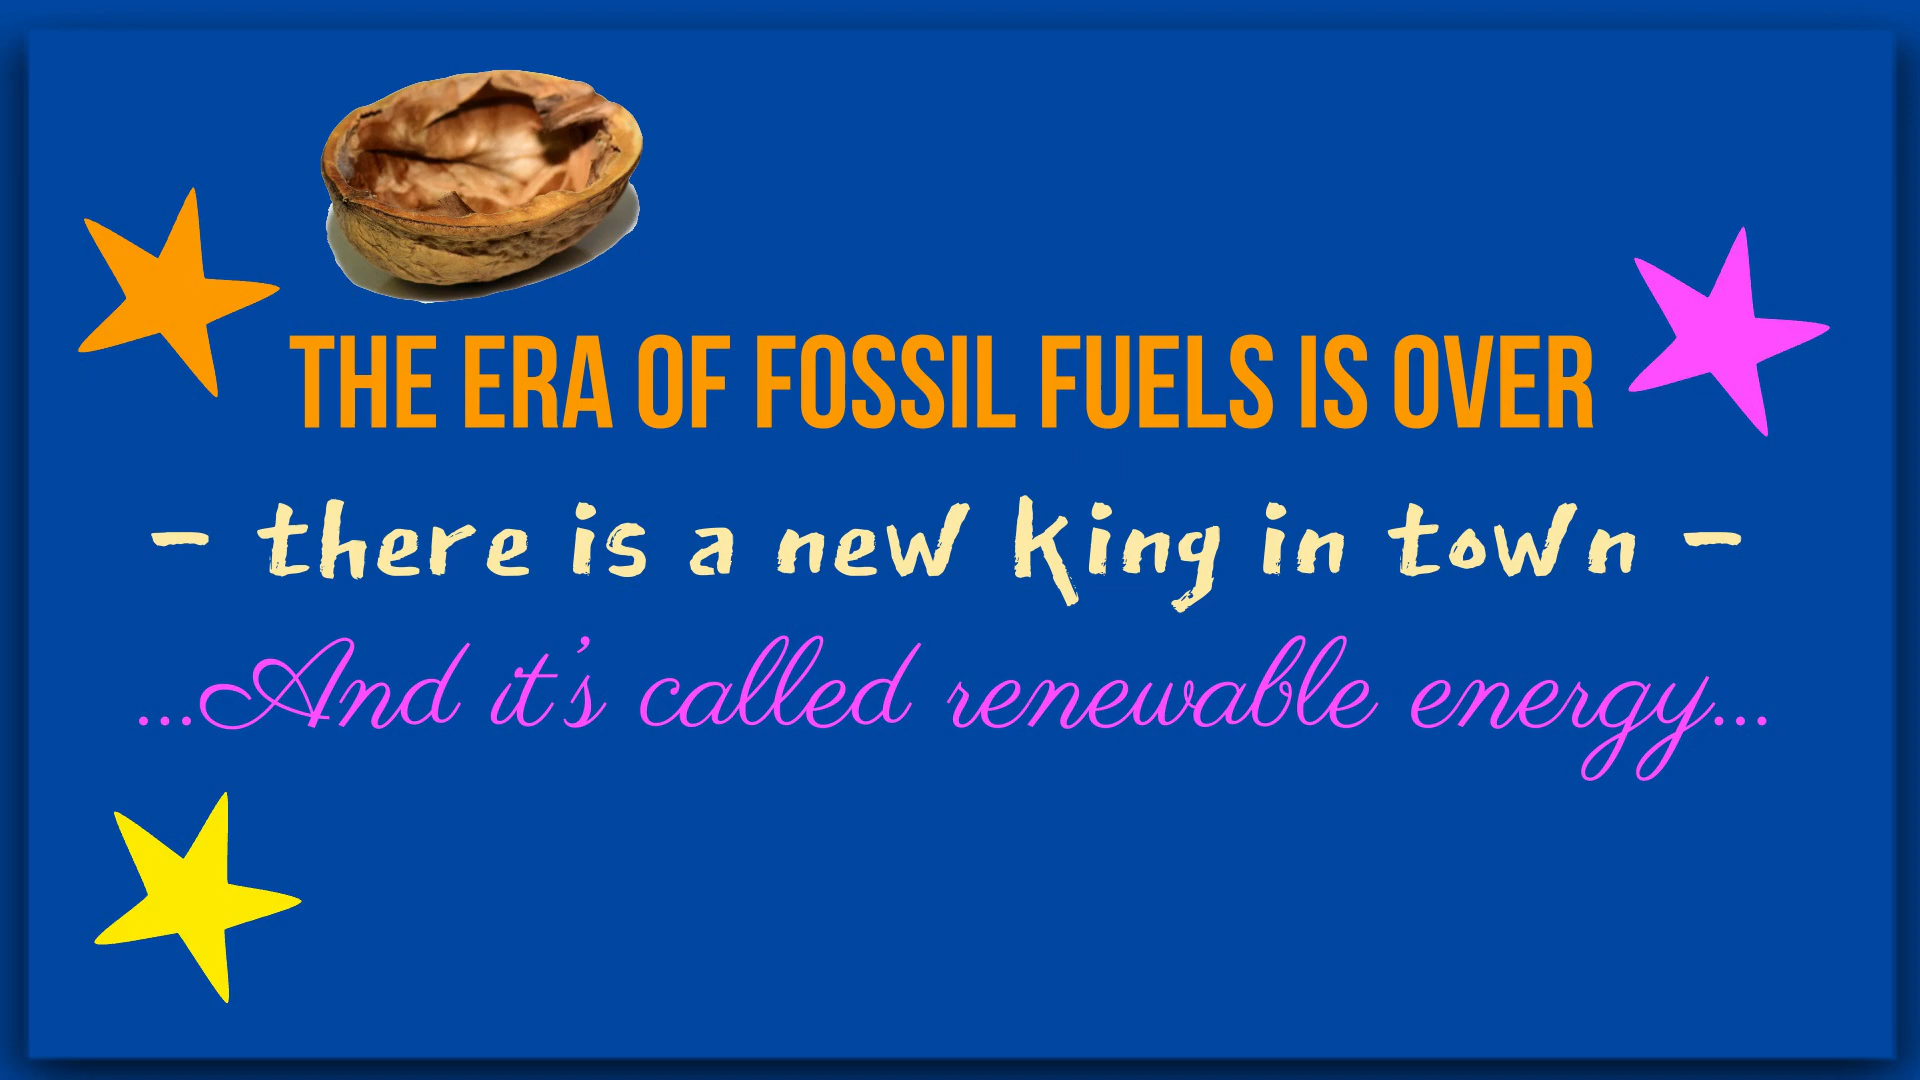 THE ERA OF FOSSIL FUELS IS OVER
- there is a new king in town -
...And it's called renewable energy...